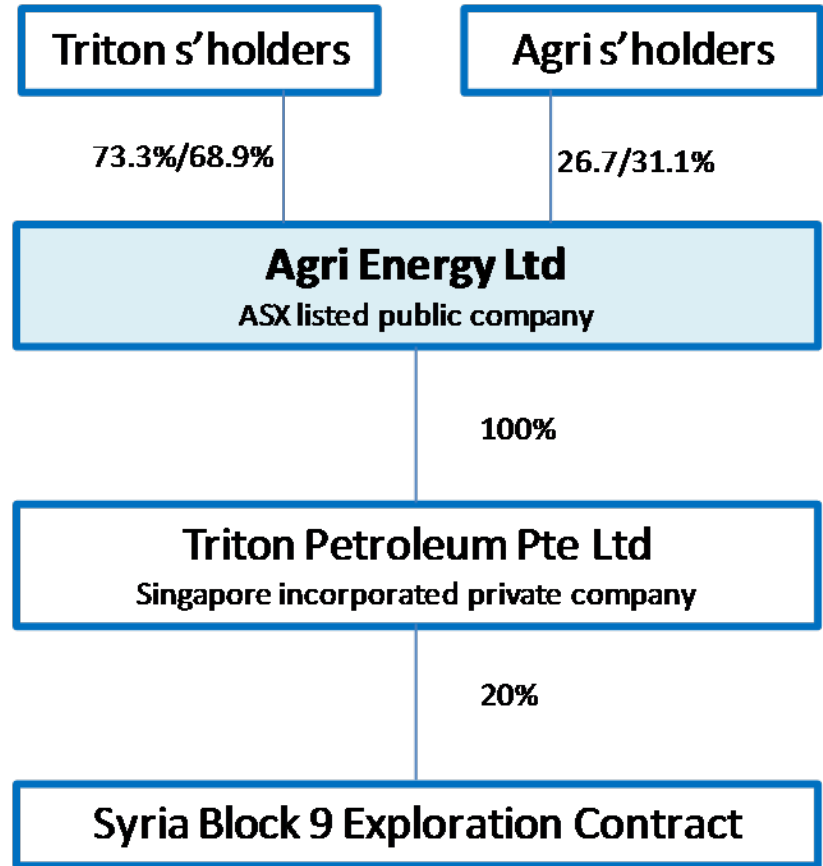 Triton s’holders
Agri s’holders
73.3%/68.9%
26.7/31.1%
Agri Energy Ltd
ASX listed public company
100%
Triton Petroleum Pte Ltd
Singapore incorporated private company
20%
Syria Block 9 Exploration Contract